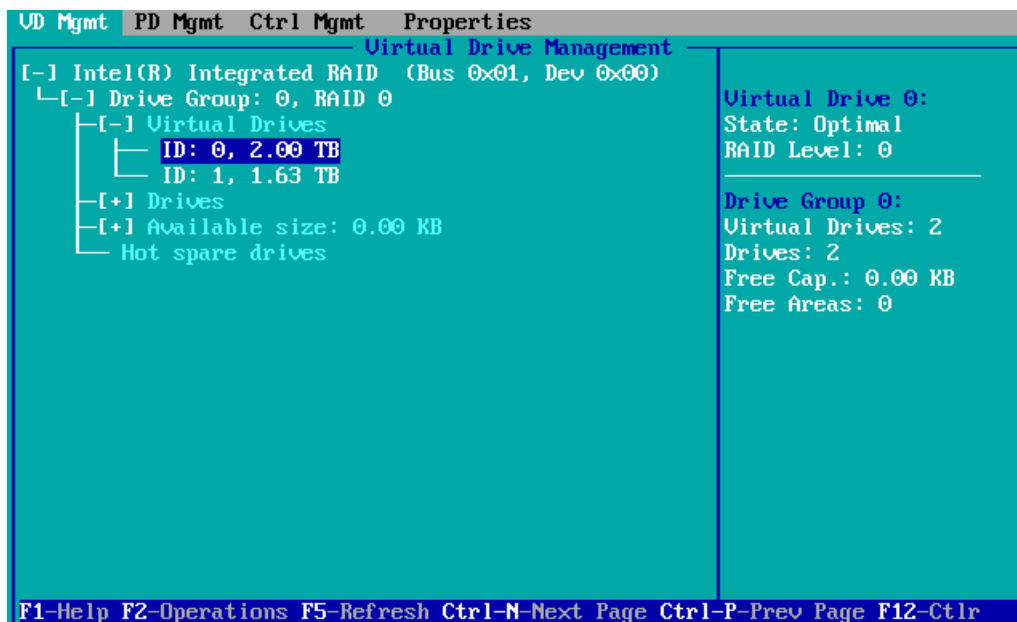 VD Mgmt PD Mgmt Ctrl Mgmt Properties
Virtual Drive Management
[-] Intel(R) Integrated RAID (Bus 0x01, Dev 0x00)
[-] Drive Group: 0, RAID 0
[-] Virtual Drives
ID: 0, 2.00 TB
ID: 1, 1.63 TB
[+] Drives
[+] Available size: 0.00 KB
Hot spare drives
Virtual Drive 0:
State: Optimal
RAID Level: 0
Drive Group 0:
Virtual Drives: 2
Drives: 2
Free Cap.: 0.00 KB
Free Areas: 0
F1-Help F2-Operations F5-Refresh Ctrl-N-Next Page Ctrl-P-Prev Page F12-Ctlr